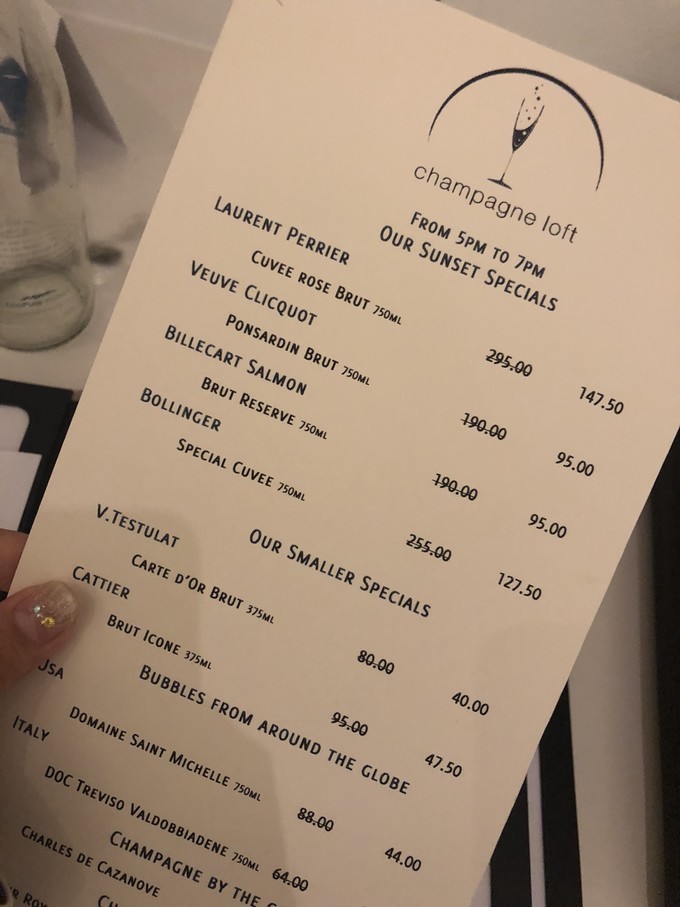 champagne loft
From 5pm to 7pm
Our Sunset Specials
Laurent Perrier
Cuvee rose Brut 750ml 295.00 147.50
Veuve Clicquot
Ponsardin Brut 750ml 190.00 95.00
Billecart Salmon
Brut Reserve 750ml 190.00 95.00
Bollinger
Special Cuvee 750ml 255.00 127.50
Our Smaller Specials
V.Testulat
Carte d'Or Brut 375ml 80.00 40.00
Cattier
Brut Icone 375ml 95.00 47.50
Bubbles from around the globe
Usa
Domaine Saint Michelle 750ml 88.00 44.00
Italy
DOC Treviso Valdobbiadene 750ml 64.00
Champagne by the
Charles de Cazanove